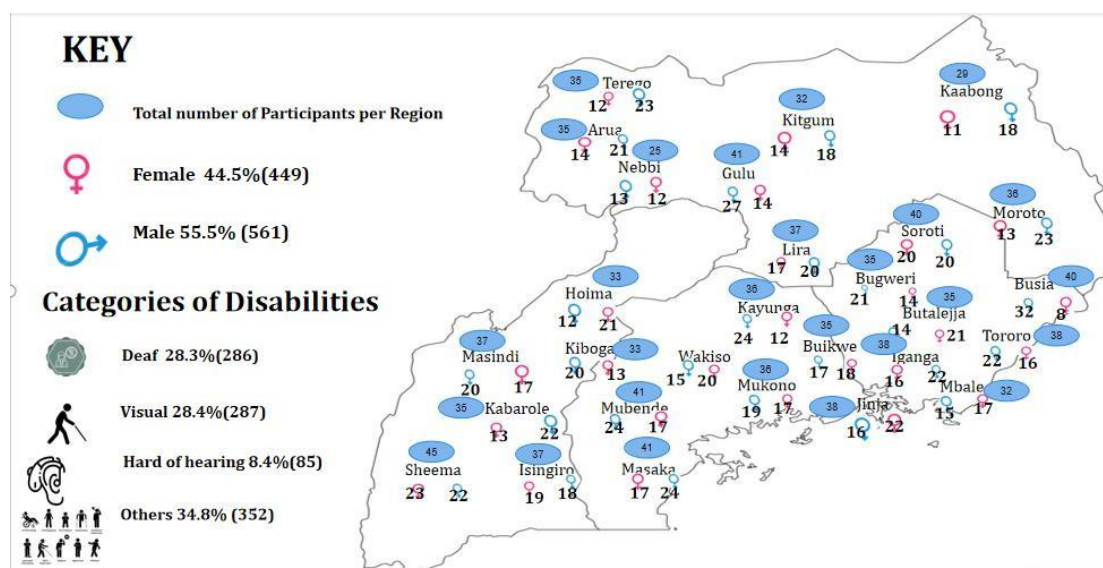 KEY
Total number of Participants per Region
Female 44.5%(449)
Male 55.5% (561)
Categories of Disabilities
Deaf 28.3%(286)
Visual 28.4%(287)
Hard of hearing 8.4%(85)
Others 34.8% (352)
35
Terego
12 23
35
Arua
14 21
25
Nebbi
13 12
41
Gulu
27 14
32
Kitgum
14 18
29
Kaabong
11 18
36
Moroto
13 23
40
Soroti
20 20
37
Lira
17 20
35
Bugweri
21 14
40
Busia
32 8
35
Butalejja
14 21
38
Tororo
22 16
33
Hoima
12 21
36
Kayunga
24 12
37
Masindi
20 17
33
Kiboga
20 13
Wakiso
15 20
35
Buikwe
17 18
38
Iganga
16 22
32
Mbale
15 17
36
Mukono
19 17
38
Jinja
16 22
35
Kabarole
13 22
41
Mubende
24 17
45
Sheema
23 22
37
Isingiro
19 18
41
Masaka
17 24